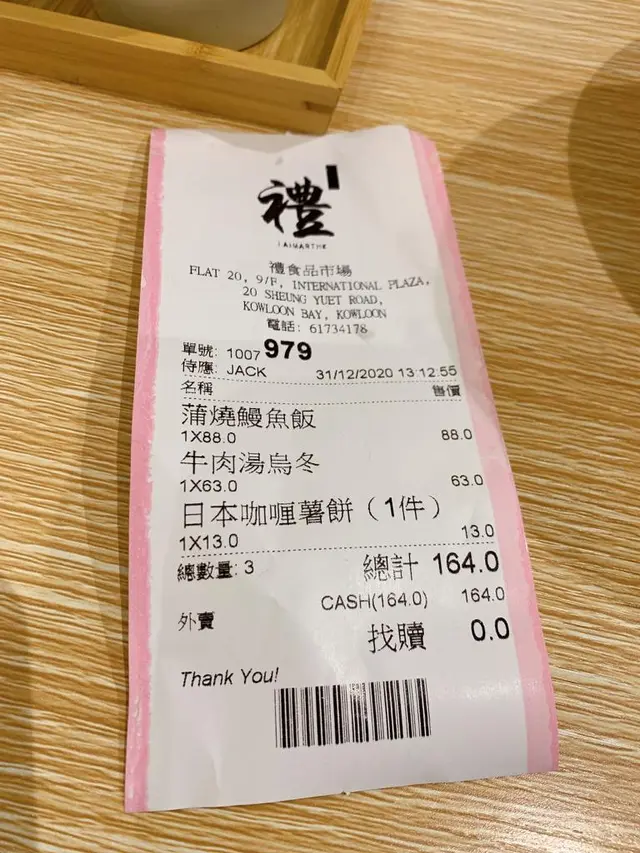 禮
禮食品市場
FLAT 20, 9/F, INTERNATIONAL PLAZA,
20 SHEUNG YUET ROAD,
KOWLOON BAY, KOWLOON
電話: 61734178
單號: 1007 979
侍應: JACK 31/12/2020 13:12:55
名稱 售價
蒲燒鰻魚飯
1X88.0 88.0
牛肉湯烏冬
1X63.0 63.0
日本咖喱薯餅（1件）
1X13.0 13.0
總數量: 3 總計 164.0
CASH(164.0) 164.0
外賣 找贖 0.0
Thank You!